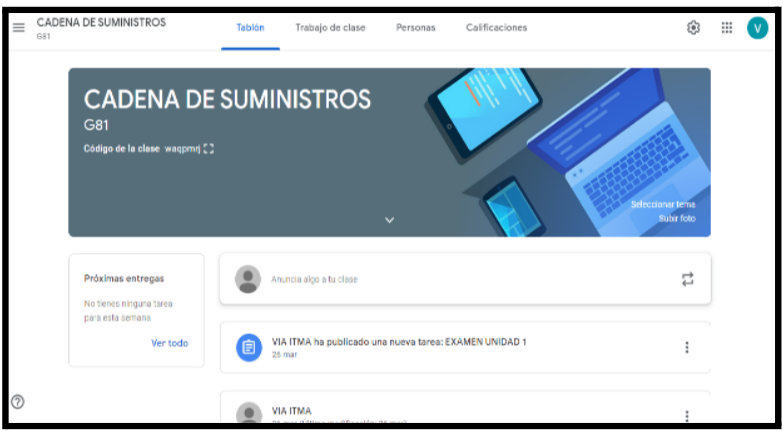 CADENA DE SUMINISTROS
G81
Tablón
Trabajo de clase
Personas
Calificaciones
V
CADENA DE SUMINISTROS
G81
Código de la clase waqpmrj
Seleccionar tema
Subir foto
Próximas entregas
No tienes ninguna tarea
para esta semana
Ver todo
Anuncia algo a tu clase
VIA ITMA ha publicado una nueva tarea: EXAMEN UNIDAD 1
25 mar
VIA ITMA